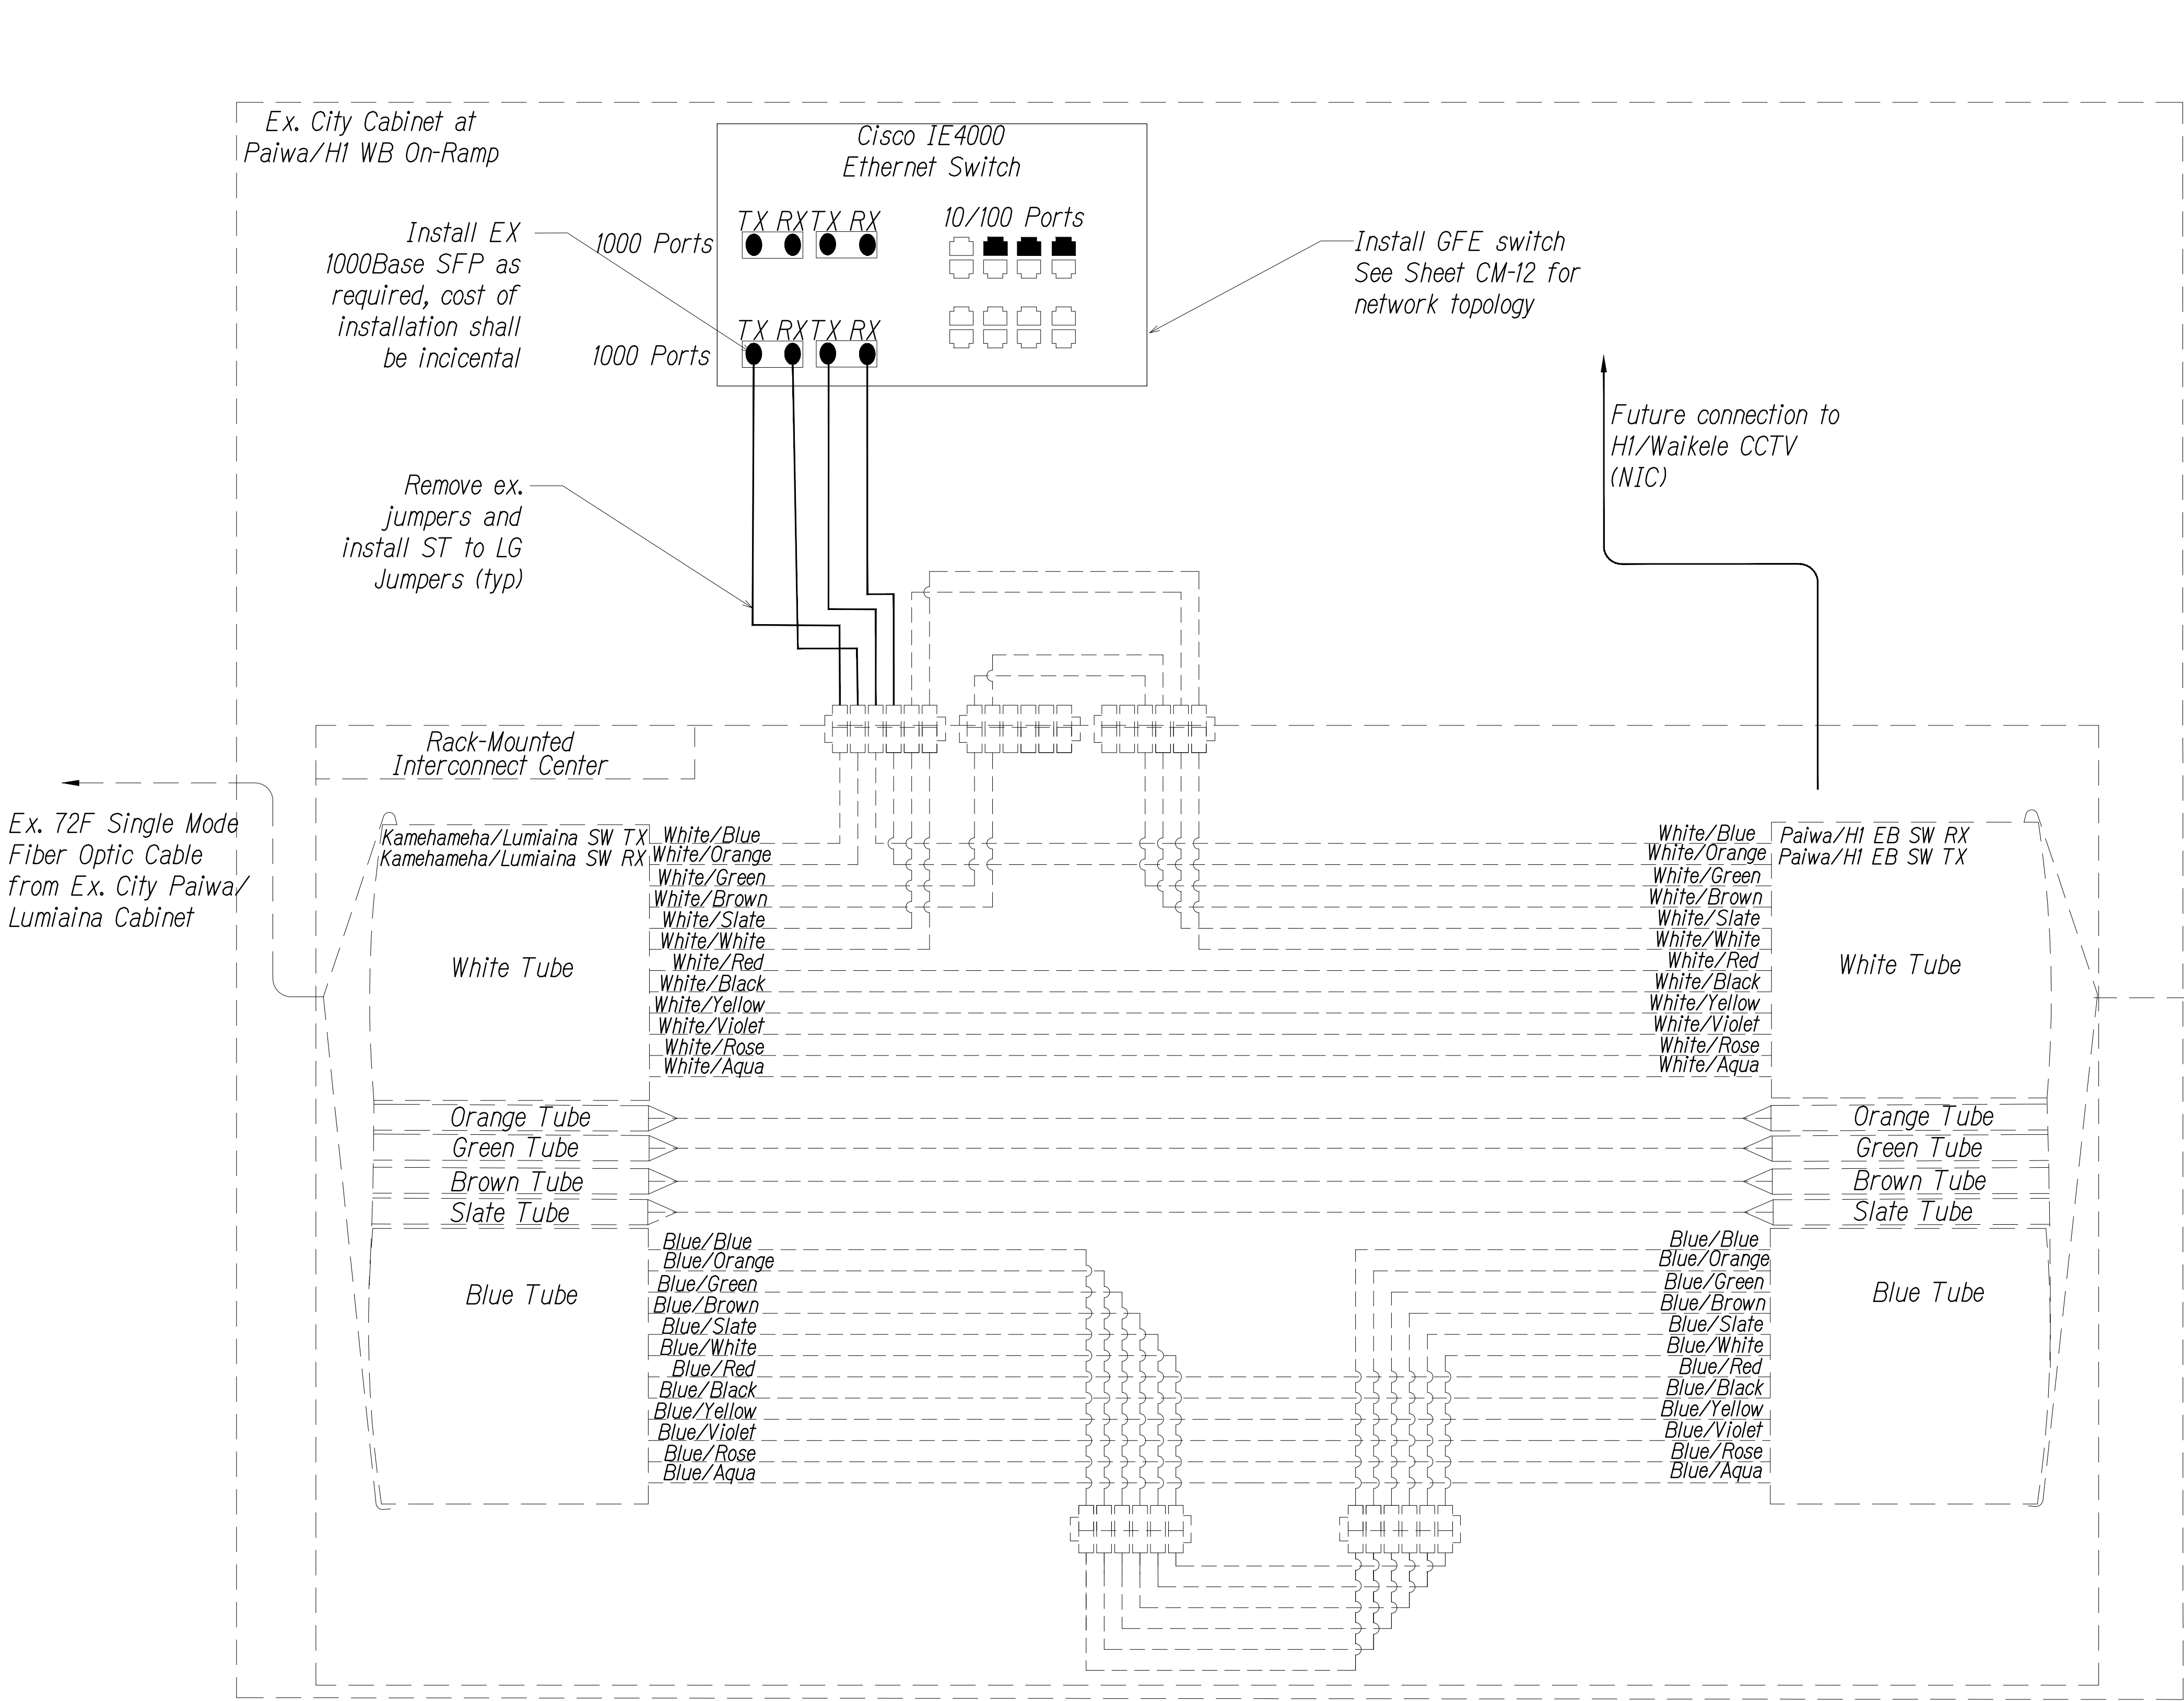 Ex. City Cabinet at
Paiwa/H1 WB On-Ramp
Cisco IE4000
Ethernet Switch
TX RX TX RX
10/100 Ports
1000 Ports
Install EX
1000Base SFP as
required, cost of
installation shall
be incicental
TX RX TX RX
1000 Ports
Install GFE switch
See Sheet CM-12 for
network topology
Future connection to
H1/Waikele CCTV
(NIC)
Remove ex.
jumpers and
install ST to LG
Jumpers (typ)
Rack-Mounted
Interconnect Center
Ex. 72F Single Mode
Fiber Optic Cable
from Ex. City Paiwa/
Lumiaina Cabinet
Kamehameha/Lumiaina SW TX
Kamehameha/Lumiaina SW RX
White Tube
White/Blue
White/Orange
White/Green
White/Brown
White/Slate
White/White
White/Red
White/Black
White/Yellow
White/Violet
White/Rose
White/Aqua
White/Blue
White/Orange
White/Green
White/Brown
White/Slate
White/White
White/Red
White/Black
White/Yellow
White/Violet
White/Rose
White/Aqua
Paiwa/H1 EB SW RX
Paiwa/H1 EB SW TX
White Tube
Orange Tube
Green Tube
Brown Tube
Slate Tube
Orange Tube
Green Tube
Brown Tube
Slate Tube
Blue Tube
Blue/Blue
Blue/Orange
Blue/Green
Blue/Brown
Blue/Slate
Blue/White
Blue/Red
Blue/Black
Blue/Yellow
Blue/Violet
Blue/Rose
Blue/Aqua
Blue/Blue
Blue/Orange
Blue/Green
Blue/Brown
Blue/Slate
Blue/White
Blue/Red
Blue/Black
Blue/Yellow
Blue/Violet
Blue/Rose
Blue/Aqua
Blue Tube